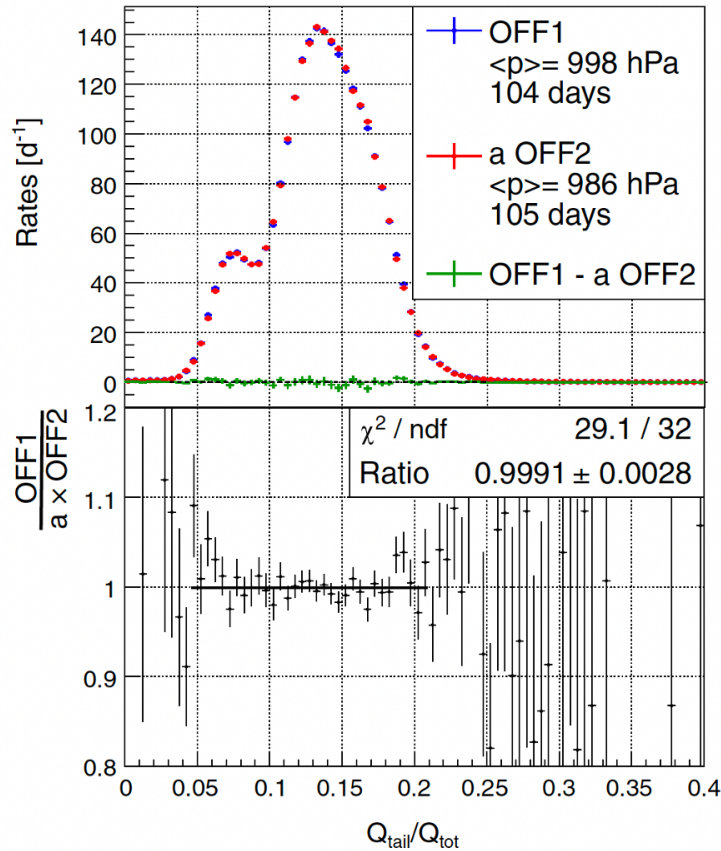 140
120
100
80
60
40
20
0
Rates [d⁻¹]
OFF1
<p>= 998 hPa
104 days
a OFF2
<p>= 986 hPa
105 days
OFF1 - a OFF2
OFF1
a × OFF2
1.2
1.1
1
0.9
0.8
χ² / ndf 29.1 / 32
Ratio 0.9991 ± 0.0028
0 0.05 0.1 0.15 0.2 0.25 0.3 0.35 0.4
Qtail/Qtot